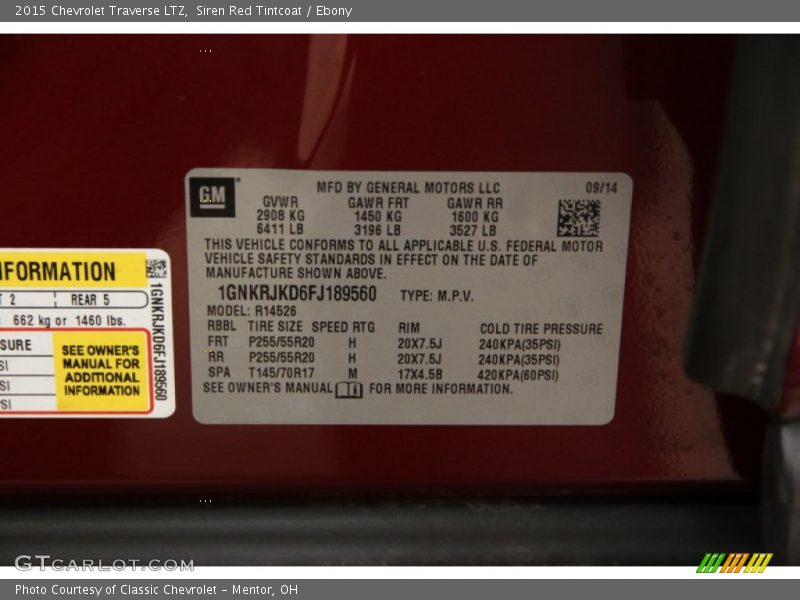 2015 Chevrolet Traverse LTZ, Siren Red Tintcoat / Ebony
GM
MFD BY GENERAL MOTORS LLC 09/14
GVWR GAWR FRT GAWR RR
2908 KG 1450 KG 1600 KG
6411 LB 3196 LB 3527 LB
THIS VEHICLE CONFORMS TO ALL APPLICABLE U.S. FEDERAL MOTOR
VEHICLE SAFETY STANDARDS IN EFFECT ON THE DATE OF
MANUFACTURE SHOWN ABOVE.
1GNKRJKD6FJ189560 TYPE: M.P.V.
MODEL: R14526
RBBL TIRE SIZE SPEED RTG RIM COLD TIRE PRESSURE
FRT P255/55R20 H 20X7.5J 240KPA(35PSI)
RR P255/55R20 H 20X7.5J 240KPA(35PSI)
SPA T145/70R17 M 17X4.5B 420KPA(60PSI)
SEE OWNER'S MANUAL FOR MORE INFORMATION.
NFORMATION
T 2 REAR 5
662 kg or 1460 lbs.
SURE
SI
SI
PSI
SEE OWNER'S
MANUAL FOR
ADDITIONAL
INFORMATION
1GNKRJKD6FJ189560
GTCarLot.com
Photo Courtesy of Classic Chevrolet - Mentor, OH